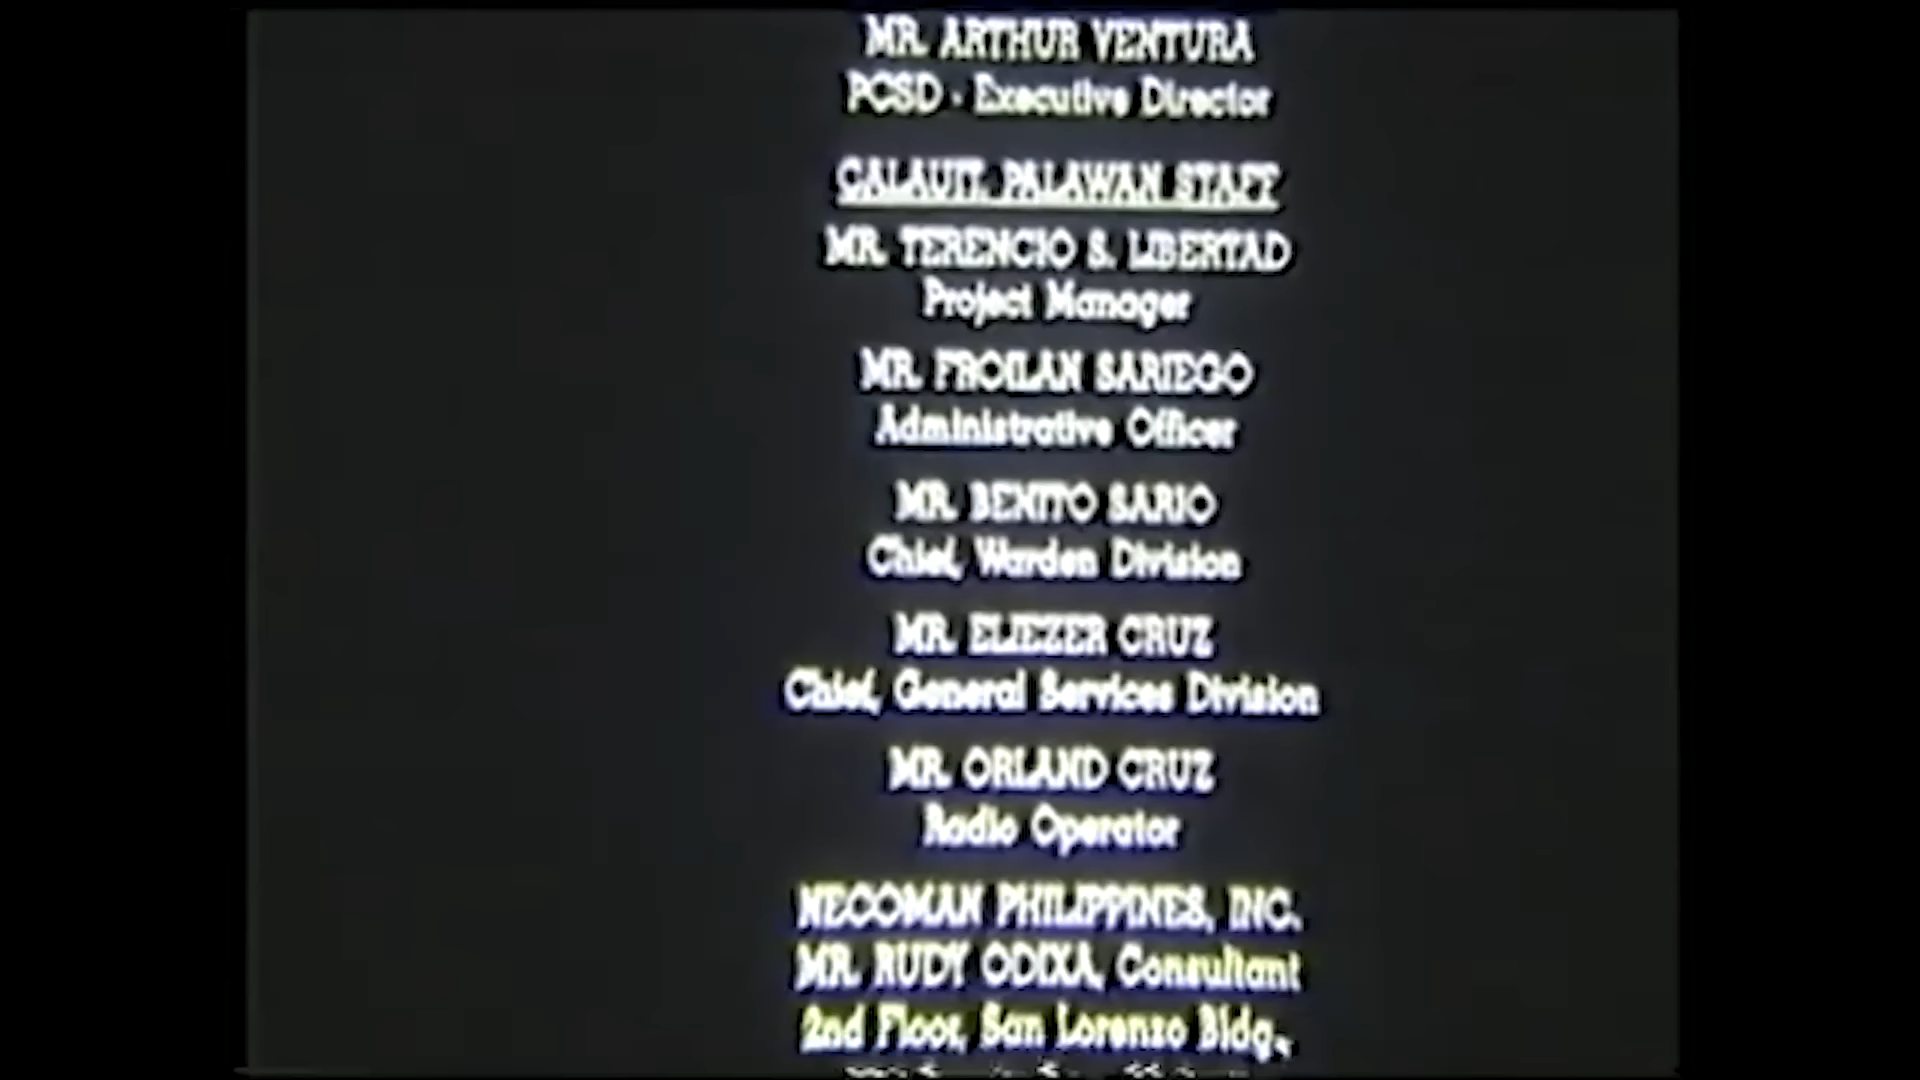 MR. ARTHUR VENTURA
PCSD - Executive Director
CALAUIT, PALAWAN STAFF
MR. TERENCIO S. LIBERTAD
Project Manager
MR. FROILAN SARIEGO
Administrative Officer
MR. BENITO SARIO
Chief, Warden Division
MR. ELIEZER CRUZ
Chief, General Services Division
MR. ORLAND CRUZ
Radio Operator
NECOMAN PHILIPPINES, INC.
MR. RUDY ODIXA, Consultant
2nd Floor, San Lorenzo Bldg.,